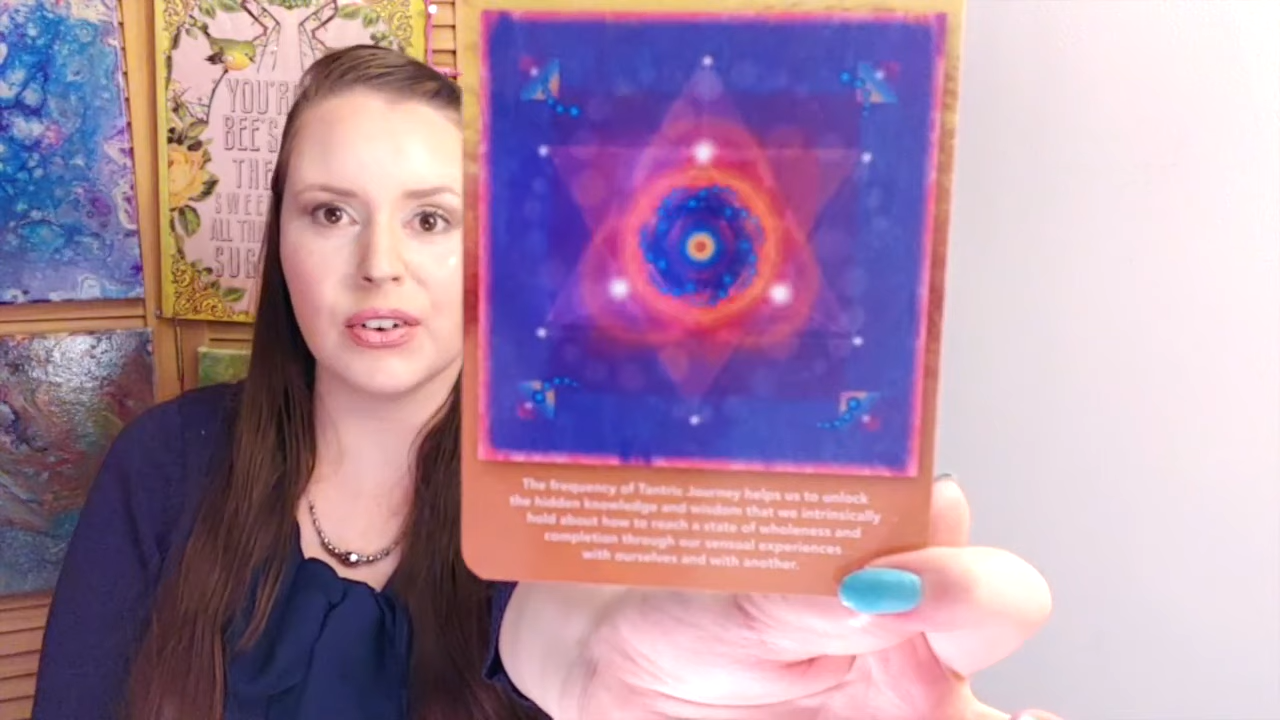 YOU'R
BEE'S
THE
SWEE
ALL THA
SUG
The frequency of Tantric Journey helps us to unlock
the hidden knowledge and wisdom that we intrinsically
hold about how to reach a state of wholeness and
completion through our sensual experiences
with ourselves and with another.